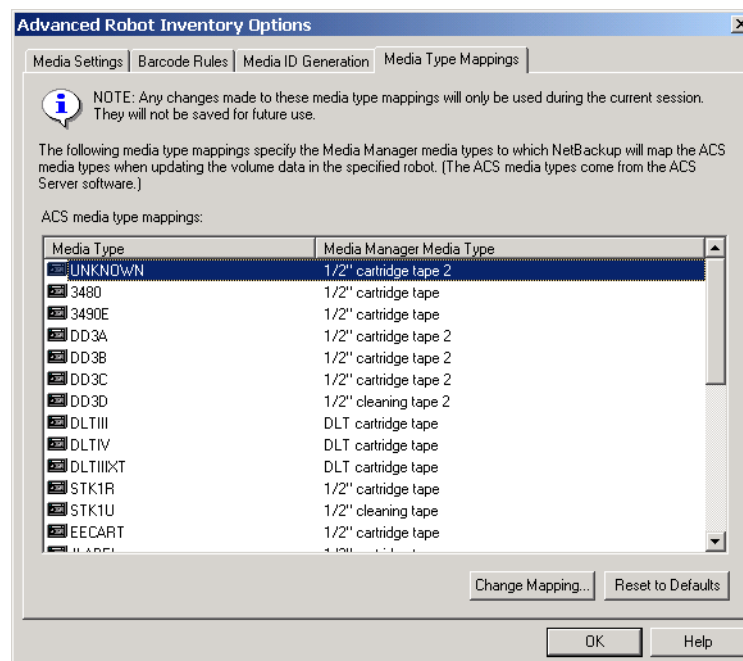 Advanced Robot Inventory Options
Media Settings Barcode Rules Media ID Generation Media Type Mappings
NOTE: Any changes made to these media type mappings will only be used during the current session.
They will not be saved for future use.
The following media type mappings specify the Media Manager media types to which NetBackup will map the ACS
media types when updating the volume data in the specified robot. (The ACS media types come from the ACS
Server software.)
ACS media type mappings:
Media Type Media Manager Media Type
UNKNOWN 1/2" cartridge tape 2
3480 1/2" cartridge tape
3490E 1/2" cartridge tape
DD3A 1/2" cartridge tape 2
DD3B 1/2" cartridge tape 2
DD3C 1/2" cartridge tape 2
DD3D 1/2" cleaning tape 2
DLTIII DLT cartridge tape
DLTIV DLT cartridge tape
DLTIIIXT DLT cartridge tape
STK1R 1/2" cartridge tape
STK1U 1/2" cleaning tape
EECART 1/2" cartridge tape
Change Mapping... Reset to Defaults
OK Help